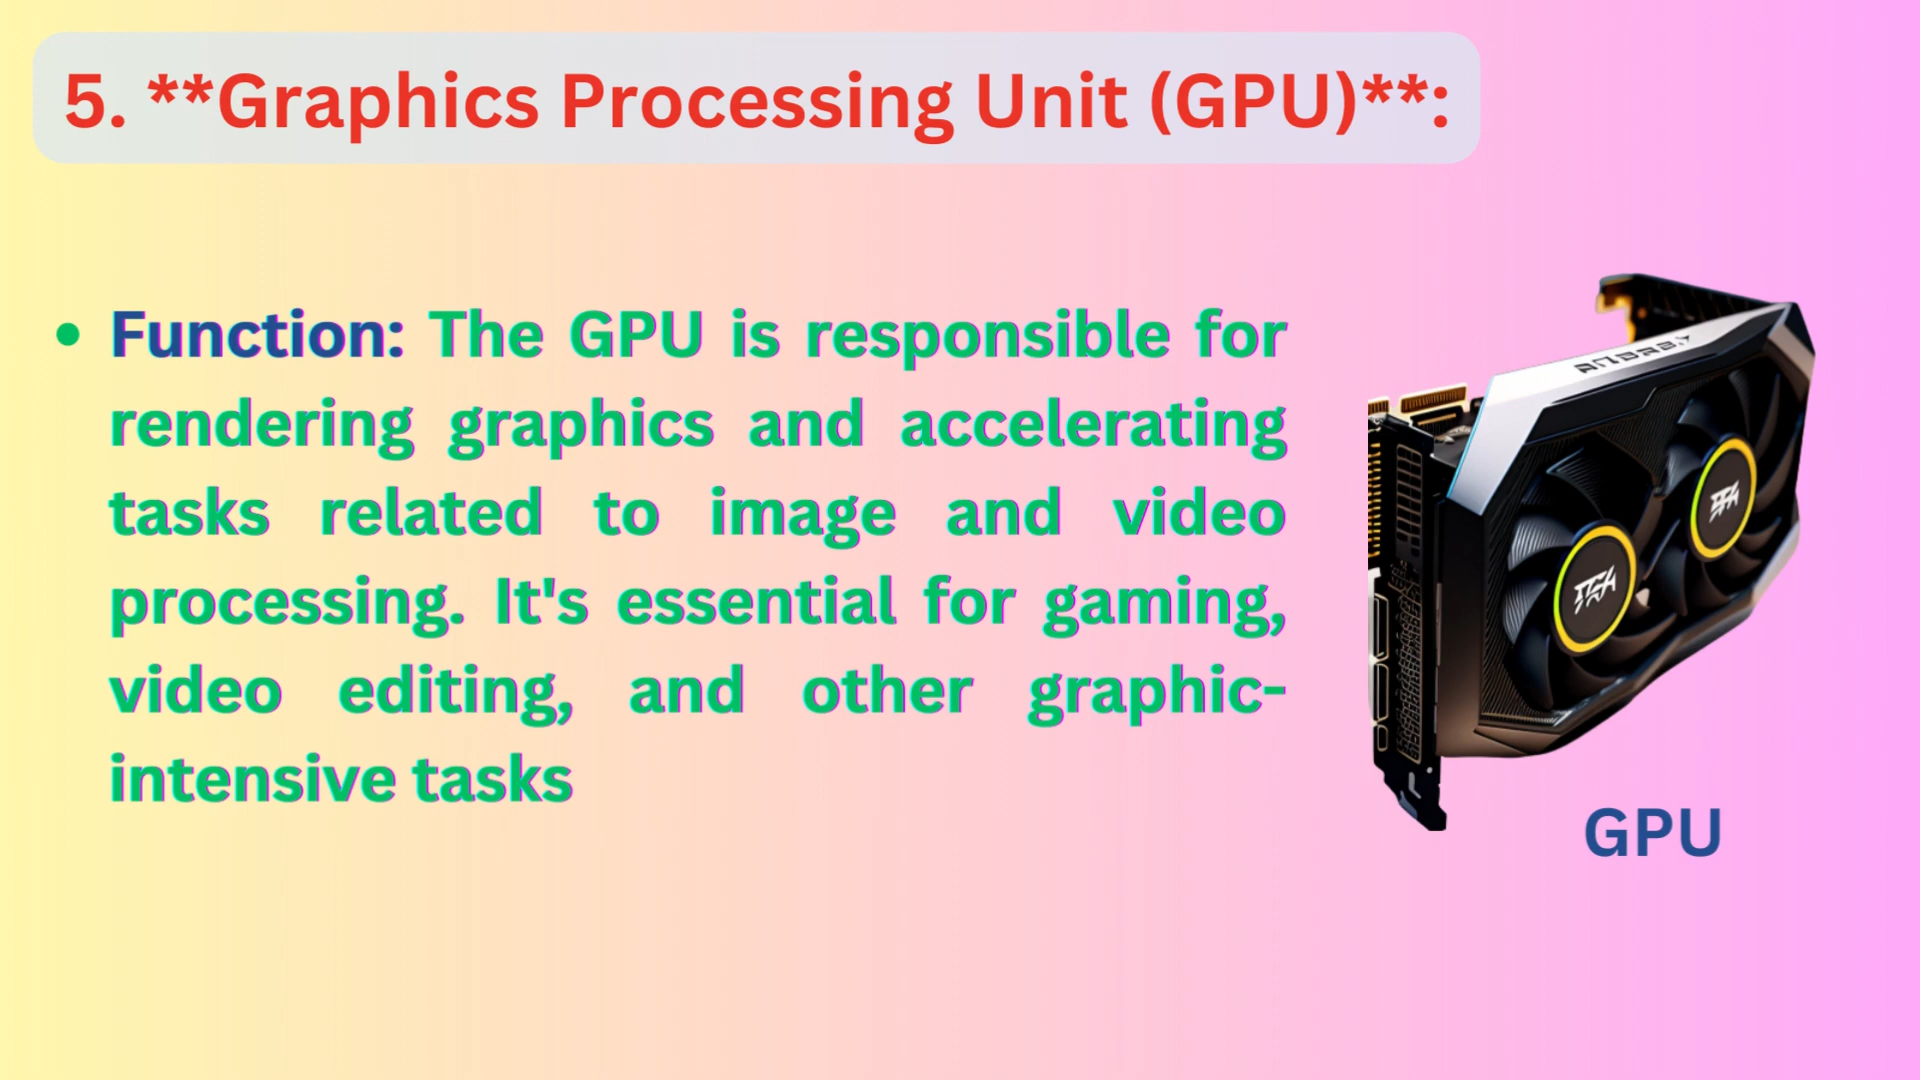 5. **Graphics Processing Unit (GPU)**:
• Function: The GPU is responsible for
rendering graphics and accelerating
tasks related to image and video
processing. It's essential for gaming,
video editing, and other graphic-
intensive tasks
GPU